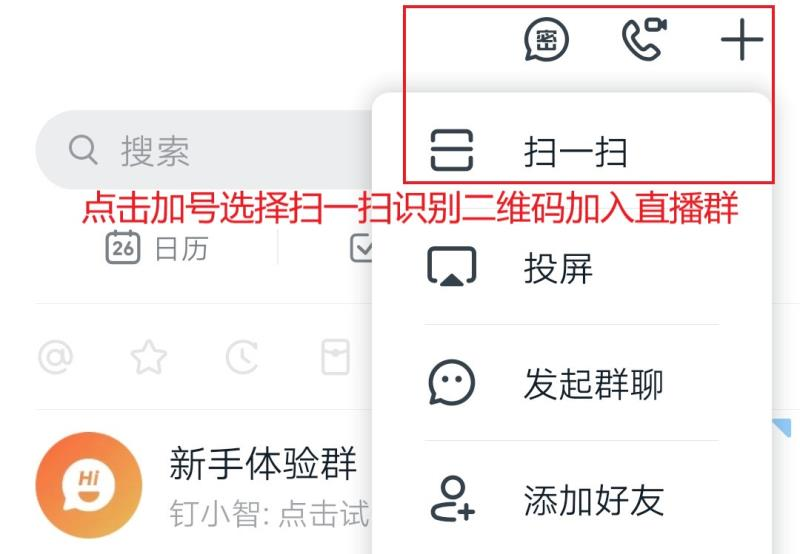 密
扫一扫
搜索
点击加号选择扫一扫识别二维码加入直播群
26 日历
投屏
@
发起群聊
Hi
新手体验群
钉小智: 点击试
添加好友